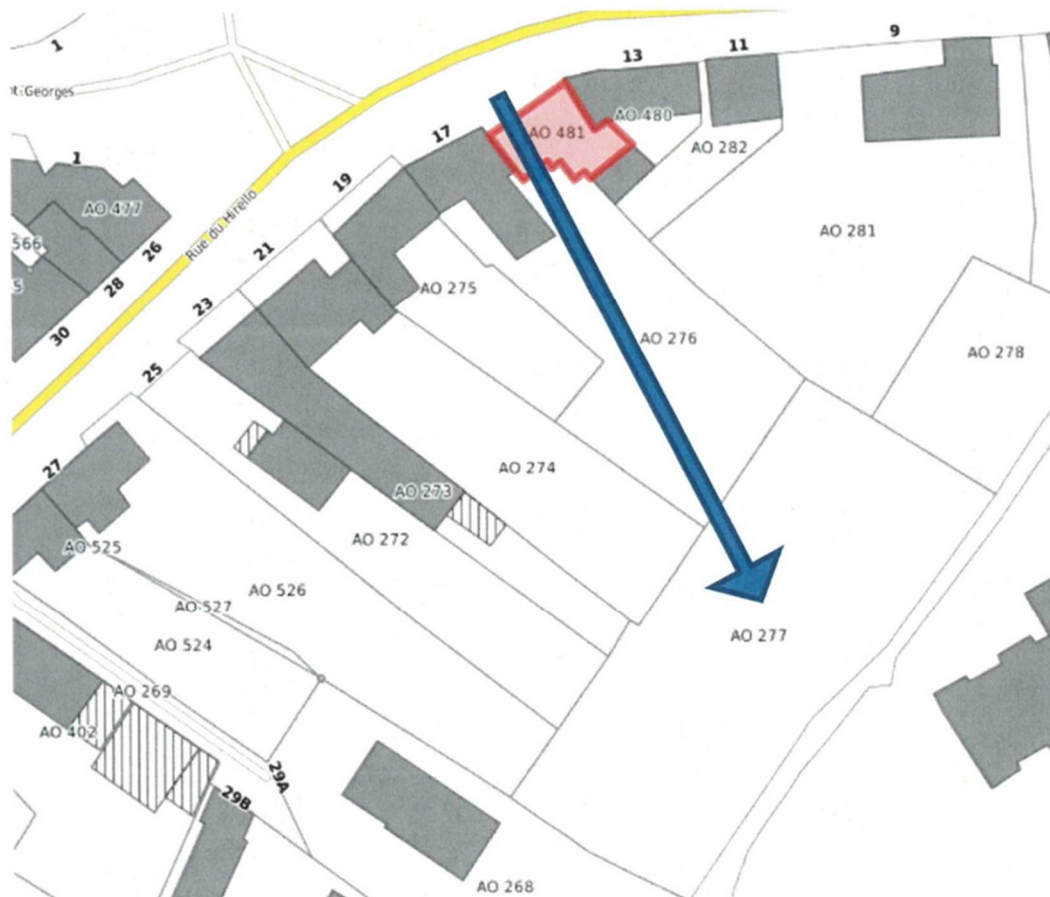 9
13
11
1
t-Georges
AO 480
AO 481
17
AO 282
1
19
AO 477
Rue du Hirello
AO 281
566
26
21
5
28
AO 275
23
30
AO 276
AO 278
25
27
AO 274
AO 273
AO 272
AO 525
AO 526
AO 527
AO 277
AO 524
AO 269
AO 402
29A
29B
AO 268